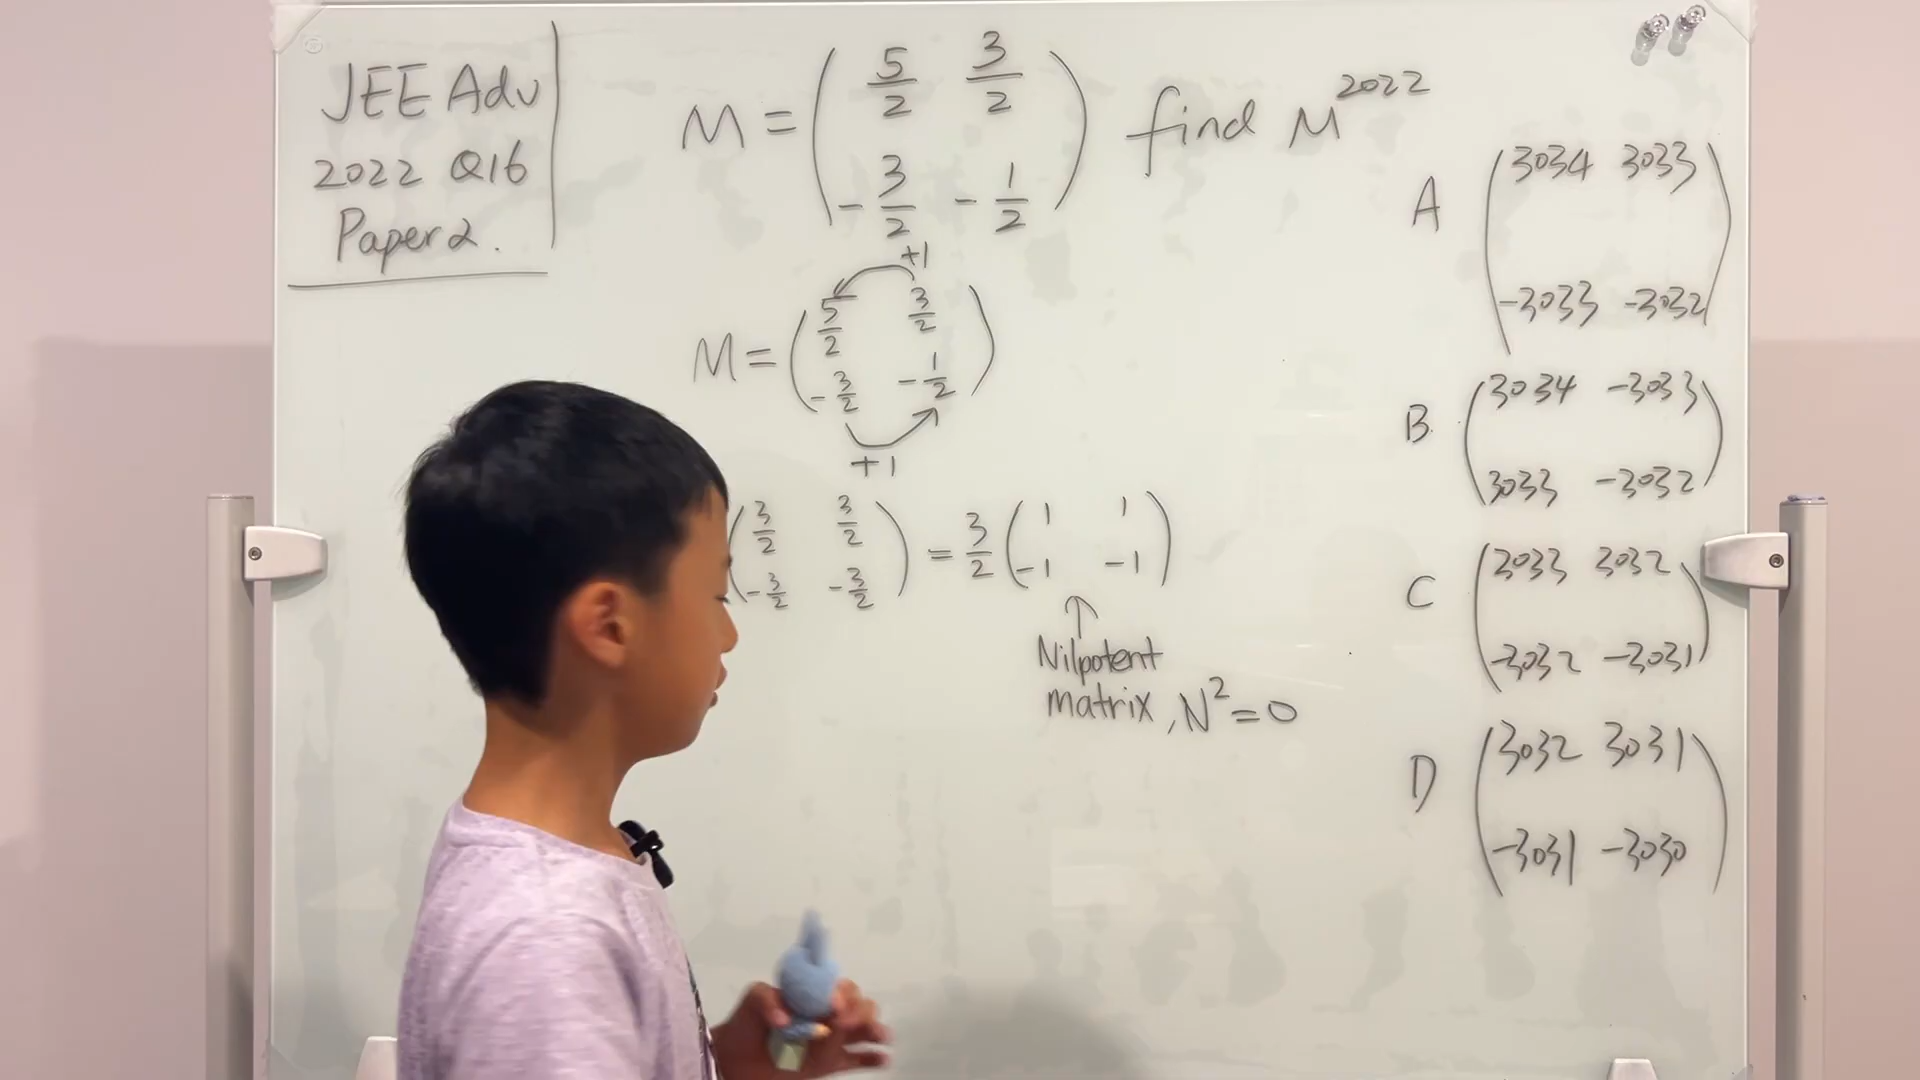 JEE Adv
2022 Q16
Paper 2.
M = ( 5/2 3/2
-3/2 -1/2 ) find M^2022
+1
M = ( 5/2 3/2
-3/2 -1/2 )
+1
( 3/2 3/2
-3/2 -3/2 ) = 3/2 ( 1 1
-1 -1 )
↑
Nilpotent
matrix, N² = 0
A ( 3034 3033
-3033 -3032 )
B. ( 3034 -3033
3033 -3032 )
C ( 3033 3032
-3032 -3031 )
D ( 3032 3031
-3031 -3030 )